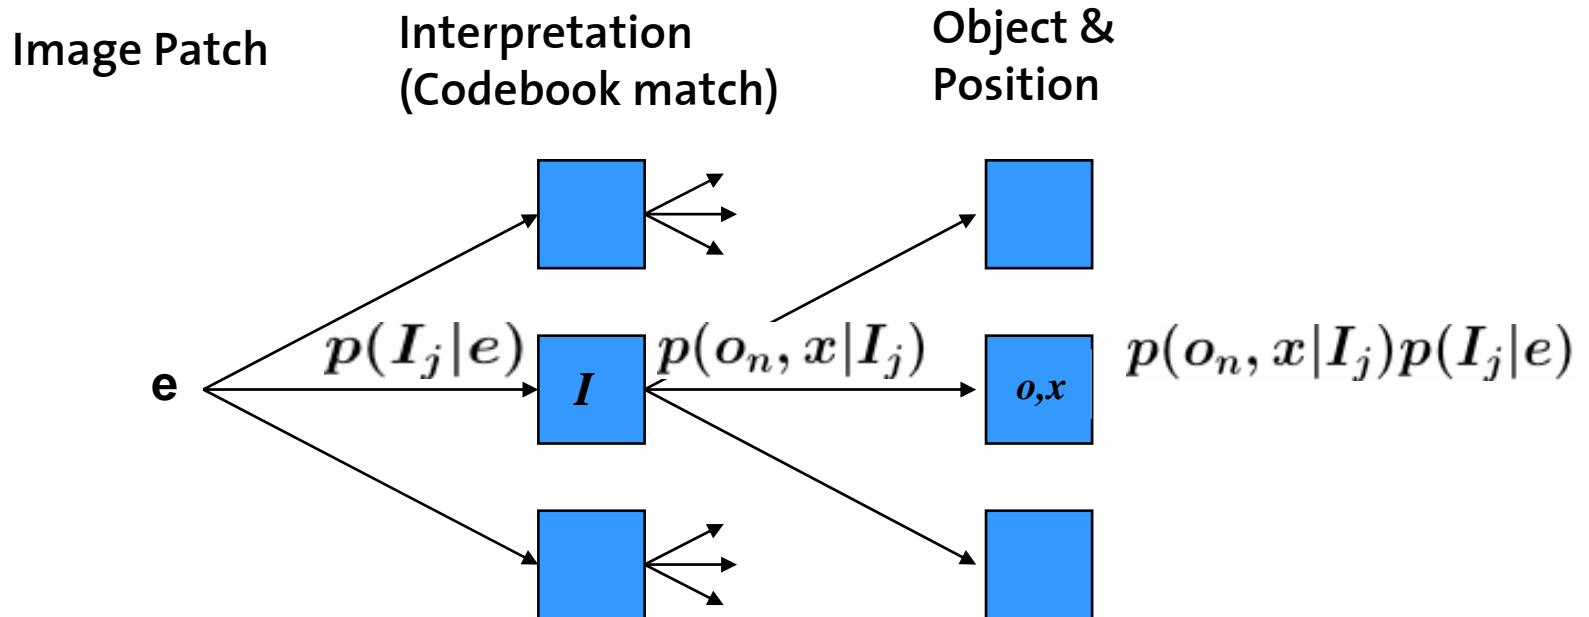 Image Patch
Interpretation
(Codebook match)
Object &
Position
p(I_j|e)
p(o_n, x|I_j)
p(o_n, x|I_j)p(I_j|e)
e
I
o,x